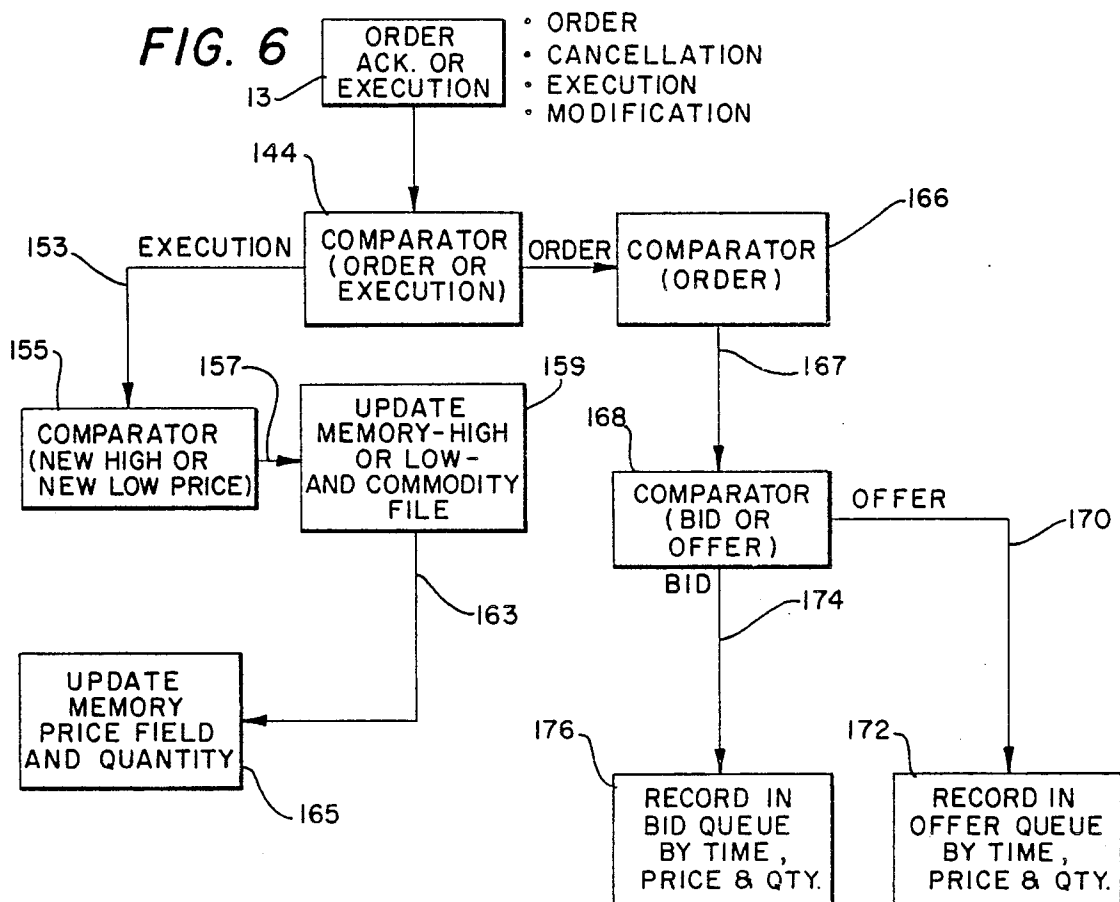 FIG. 6
ORDER
ACK. OR
EXECUTION
13
• ORDER
• CANCELLATION
• EXECUTION
• MODIFICATION
144
COMPARATOR
(ORDER OR
EXECUTION)
EXECUTION
153
ORDER
166
COMPARATOR
(ORDER)
167
155
COMPARATOR
(NEW HIGH OR
NEW LOW PRICE)
157
159
UPDATE
MEMORY-HIGH
OR LOW-
AND COMMODITY
FILE
163
168
COMPARATOR
(BID OR
OFFER)
OFFER
170
BID
174
UPDATE
MEMORY
PRICE FIELD
AND QUANTITY
165
176
RECORD IN
BID QUEUE
BY TIME,
PRICE & QTY.
172
RECORD IN
OFFER QUEUE
BY TIME,
PRICE & QTY.